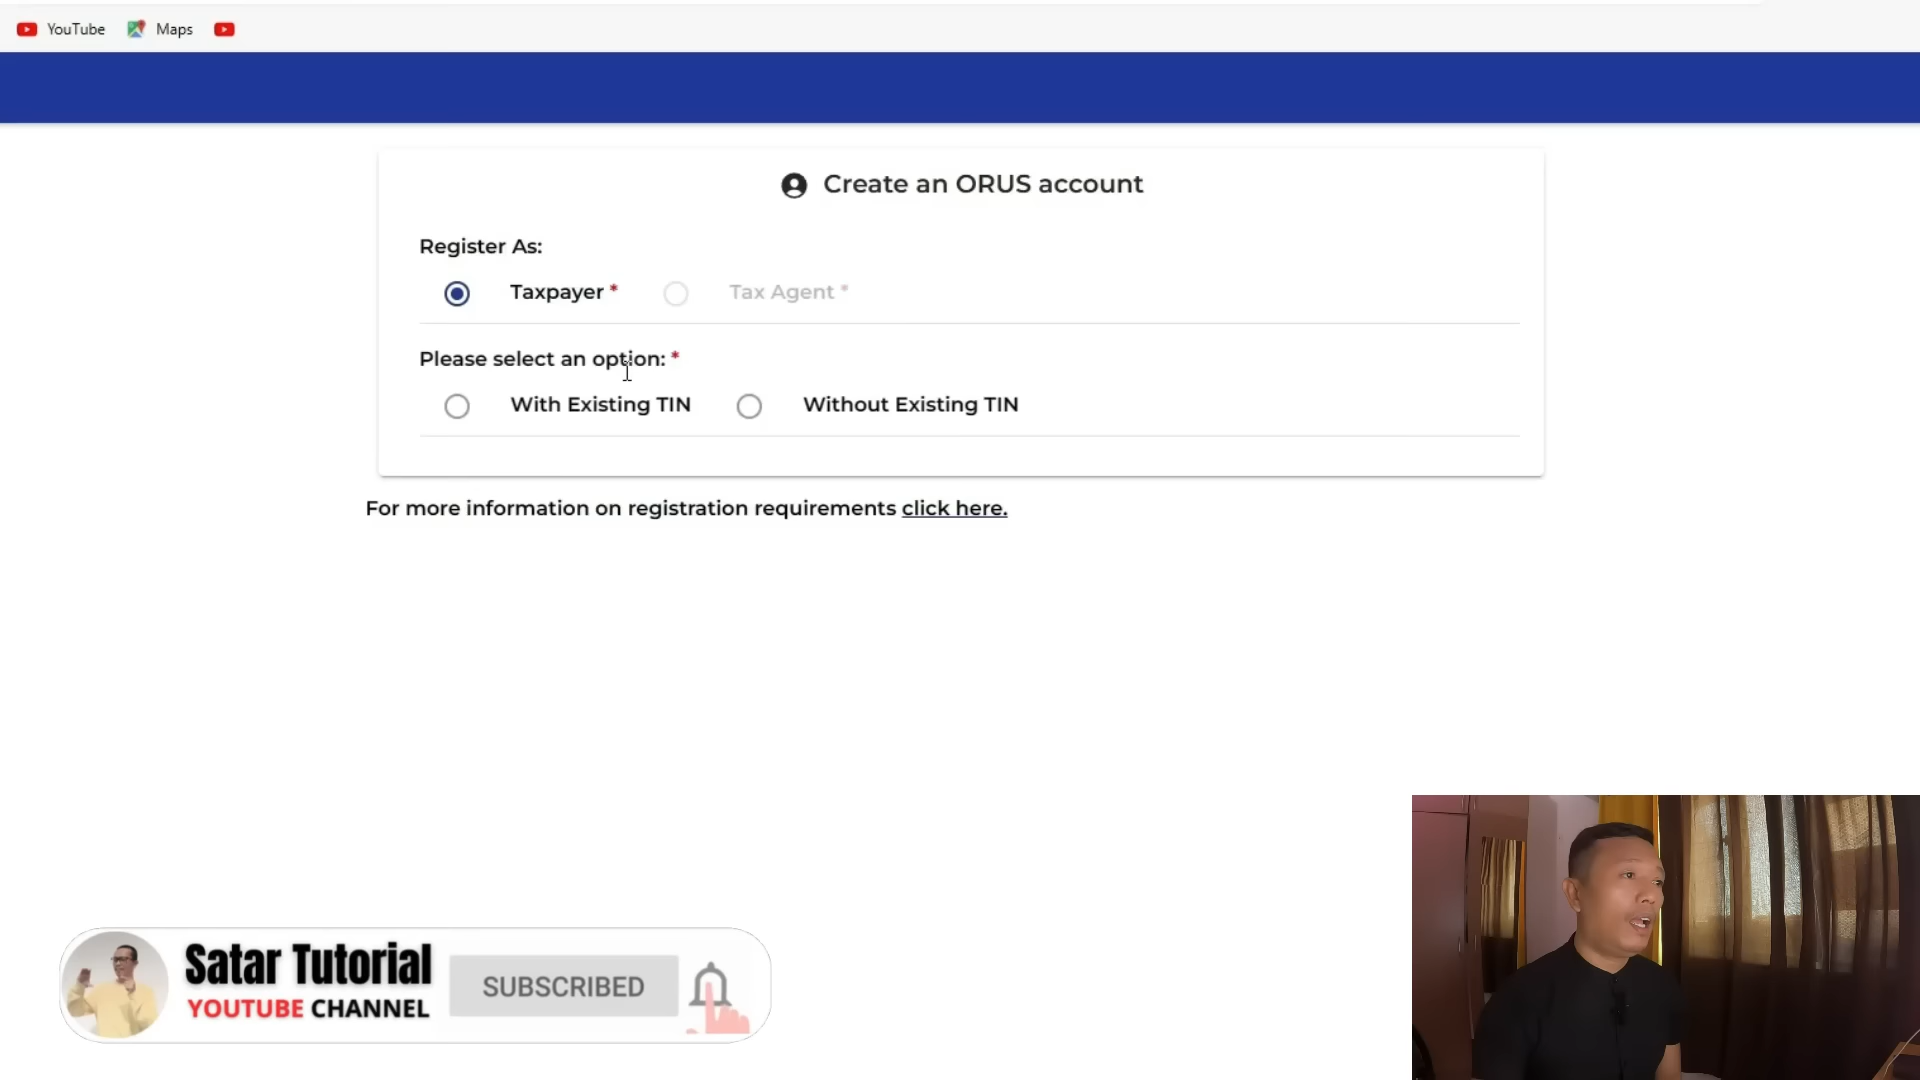 YouTube Maps
Create an ORUS account
Register As:
Taxpayer * Tax Agent *
Please select an option: *
With Existing TIN Without Existing TIN
For more information on registration requirements click here.
Satar Tutorial
YOUTUBE CHANNEL
SUBSCRIBED